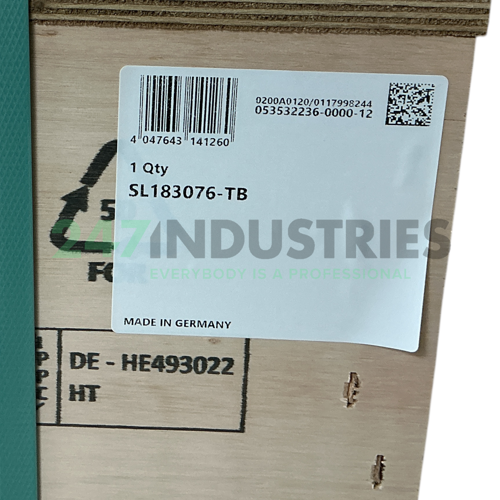 0200A0120/0117998244
053532236-0000-12
4 047643 141260
1 Qty
SL183076-TB
247INDUSTRIES
EVERYBODY IS A PROFESSIONAL
FOR
MADE IN GERMANY
DE - HE493022
HT